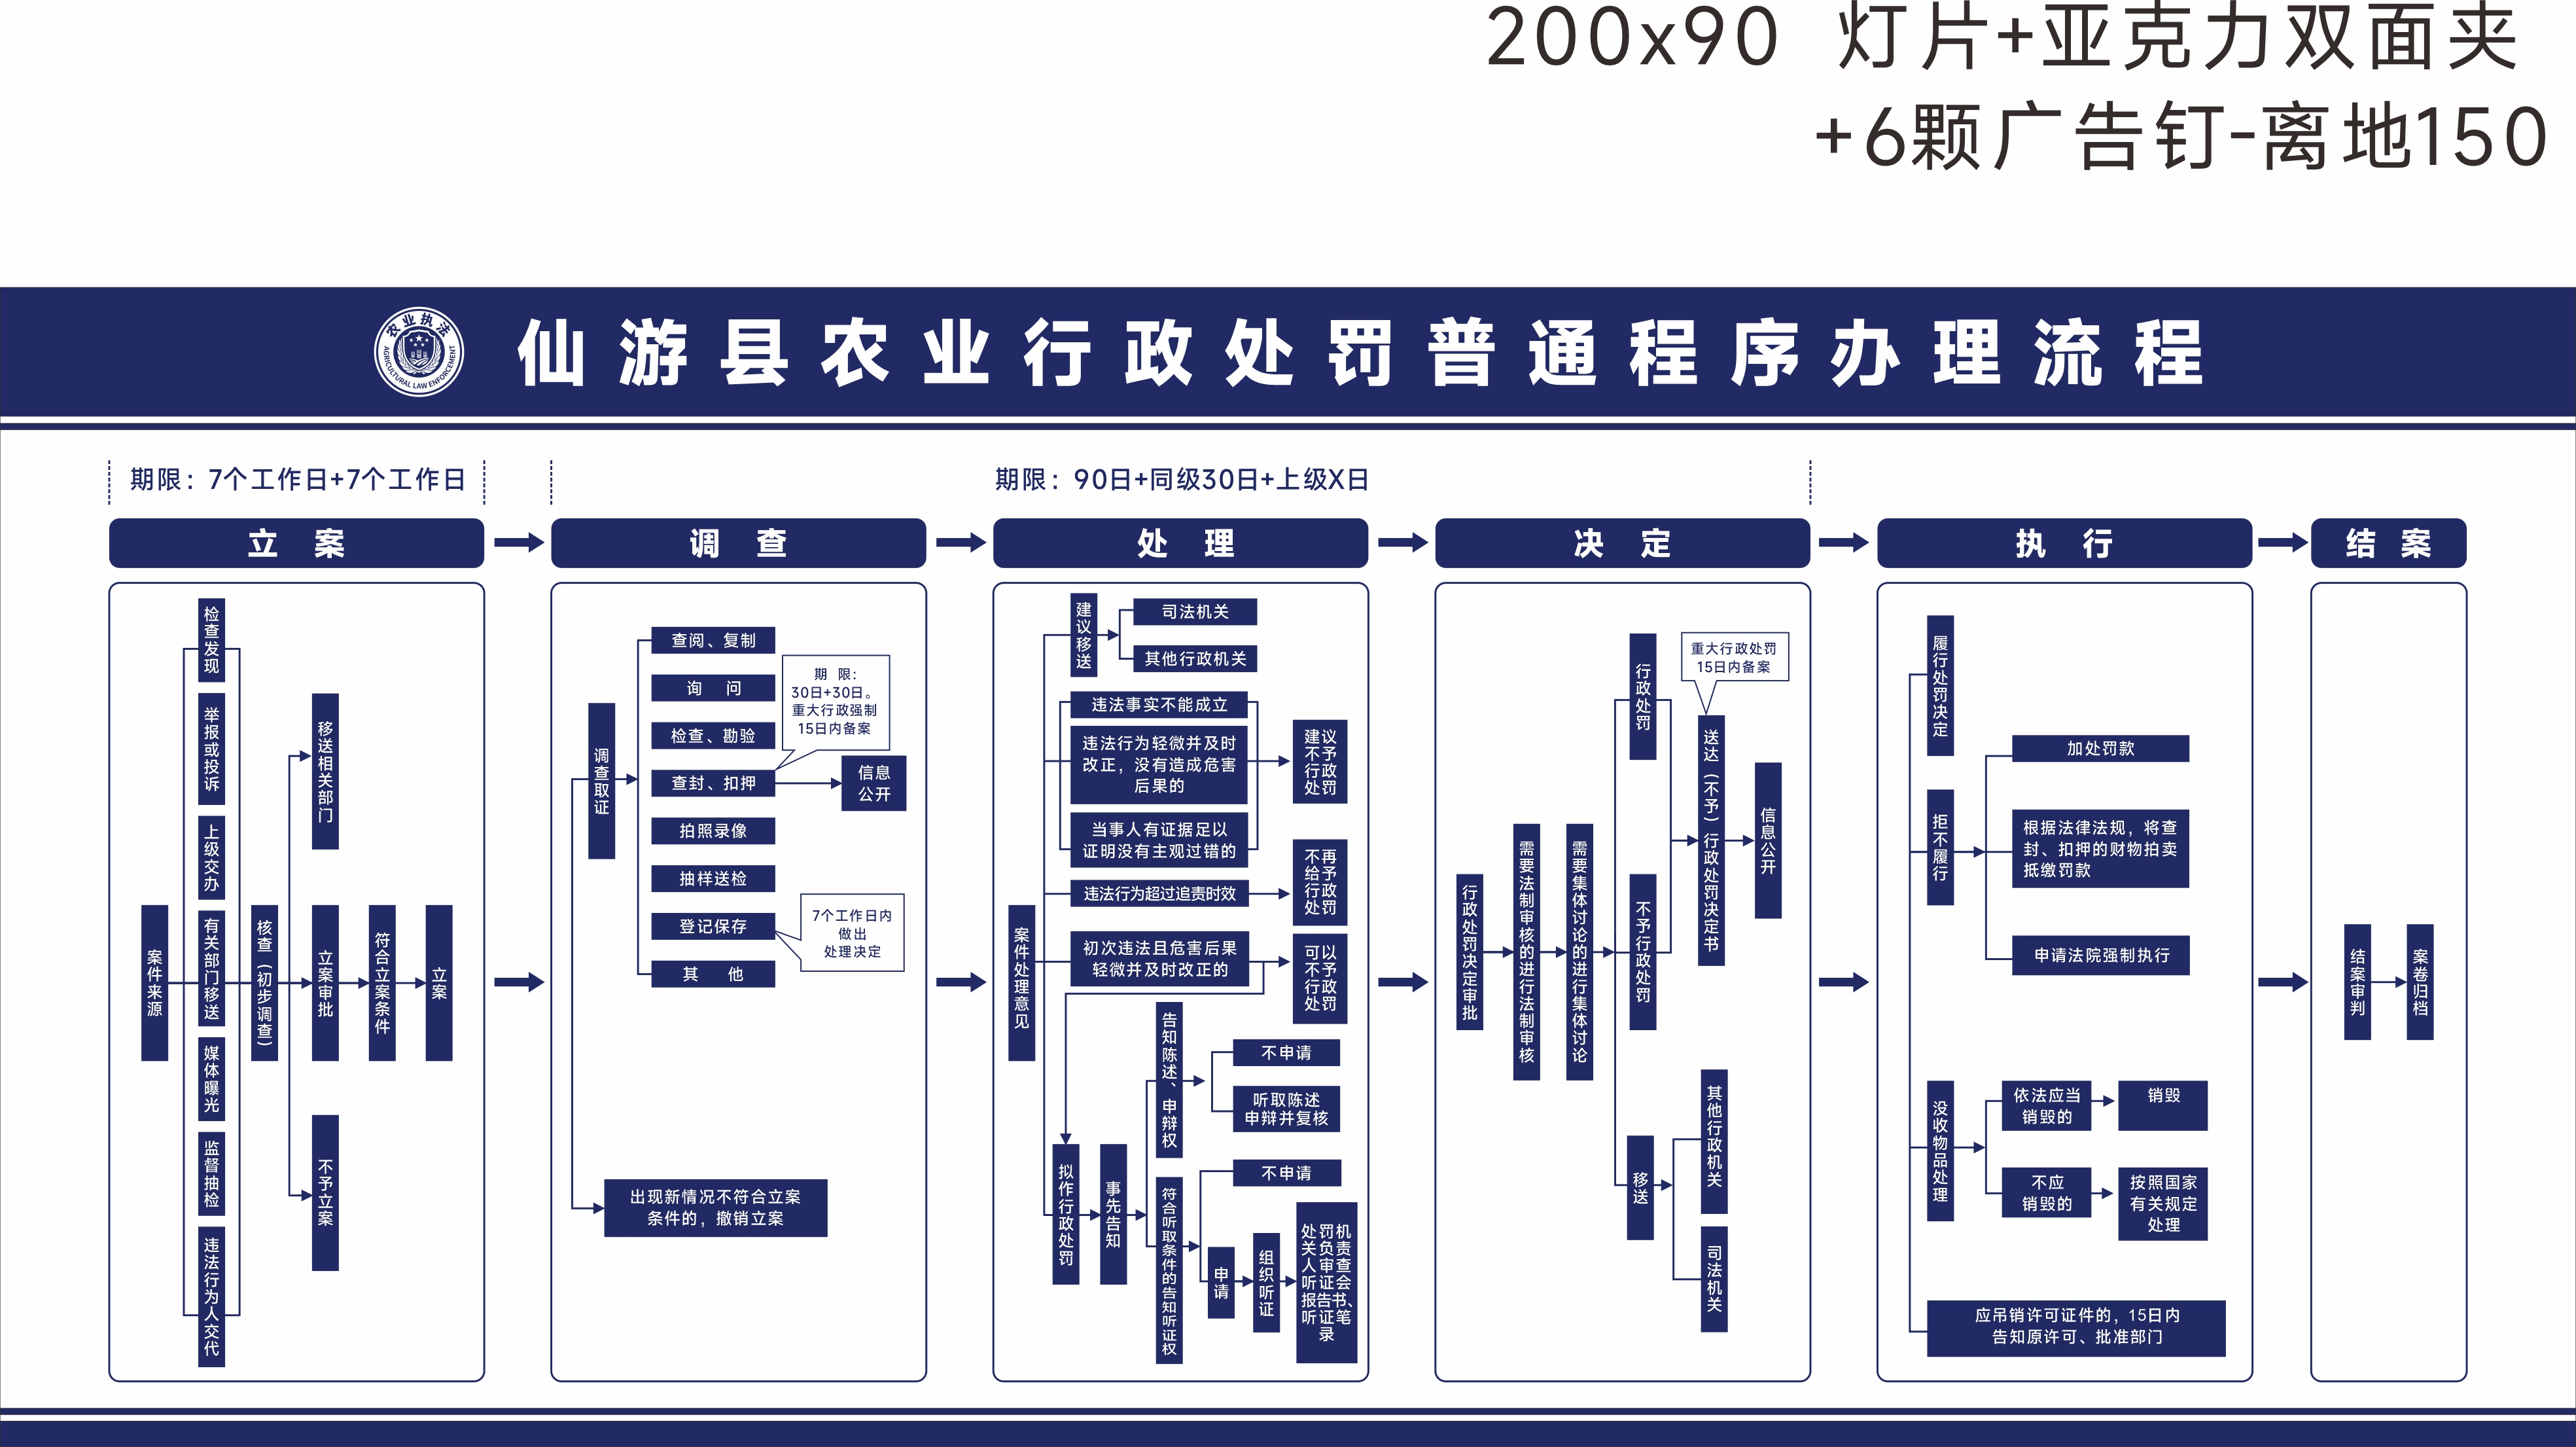 200x90 灯片+亚克力双面夹
+6颗广告钉-离地150
农业执法
AGRICULTURAL LAW ENFORCEMENT
仙游县农业行政处罚普通程序办理流程
期限：7个工作日+7个工作日
期限：90日+同级30日+上级X日
立 案
调 查
处 理
决 定
执 行
结 案
案件来源
检查发现
举报或投诉
上级交办
有关部门移送
媒体曝光
监督抽检
违法行为人交代
核查（初步调查）
移送相关部门
立案审批
不予立案
符合立案条件
立案
调查取证
查阅、复制
询 问
检查、勘验
查封、扣押
拍照录像
抽样送检
登记保存
其 他
期 限：
30日+30日。
重大行政强制
15日内备案
信息
公开
7个工作日内
做出
处理决定
出现新情况不符合立案
条件的，撤销立案
案件处理意见
建议移送
司法机关
其他行政机关
违法事实不能成立
违法行为轻微并及时
改正，没有造成危害
后果的
当事人有证据足以
证明没有主观过错的
建议
不予
行政
处罚
违法行为超过追责时效
不再
给予
行政
处罚
初次违法且危害后果
轻微并及时改正的
可以
不予
行政
处罚
拟作行政处罚
事先告知
告知陈述、申辩权
不申请
听取陈述
申辩并复核
符合听取条件的告知听证权
不申请
申请
组织听证
处罚机
关负责
人审查
听证会
报告书、
听证笔
录
行政处罚决定审批
需要法制审核的进行法制审核
需要集体讨论的进行集体讨论
行政处罚
不予行政处罚
移送
重大行政处罚
15日内备案
送达（不予）行政处罚决定书
信息公开
其他行政机关
司法机关
履行处罚决定
拒不履行
加处罚款
根据法律法规，将查
封、扣押的财物拍卖
抵缴罚款
申请法院强制执行
没收物品处理
依法应当
销毁的
销毁
不应
销毁的
按照国家
有关规定
处理
应吊销许可证件的，15日内
告知原许可、批准部门
结案审判
案卷归档